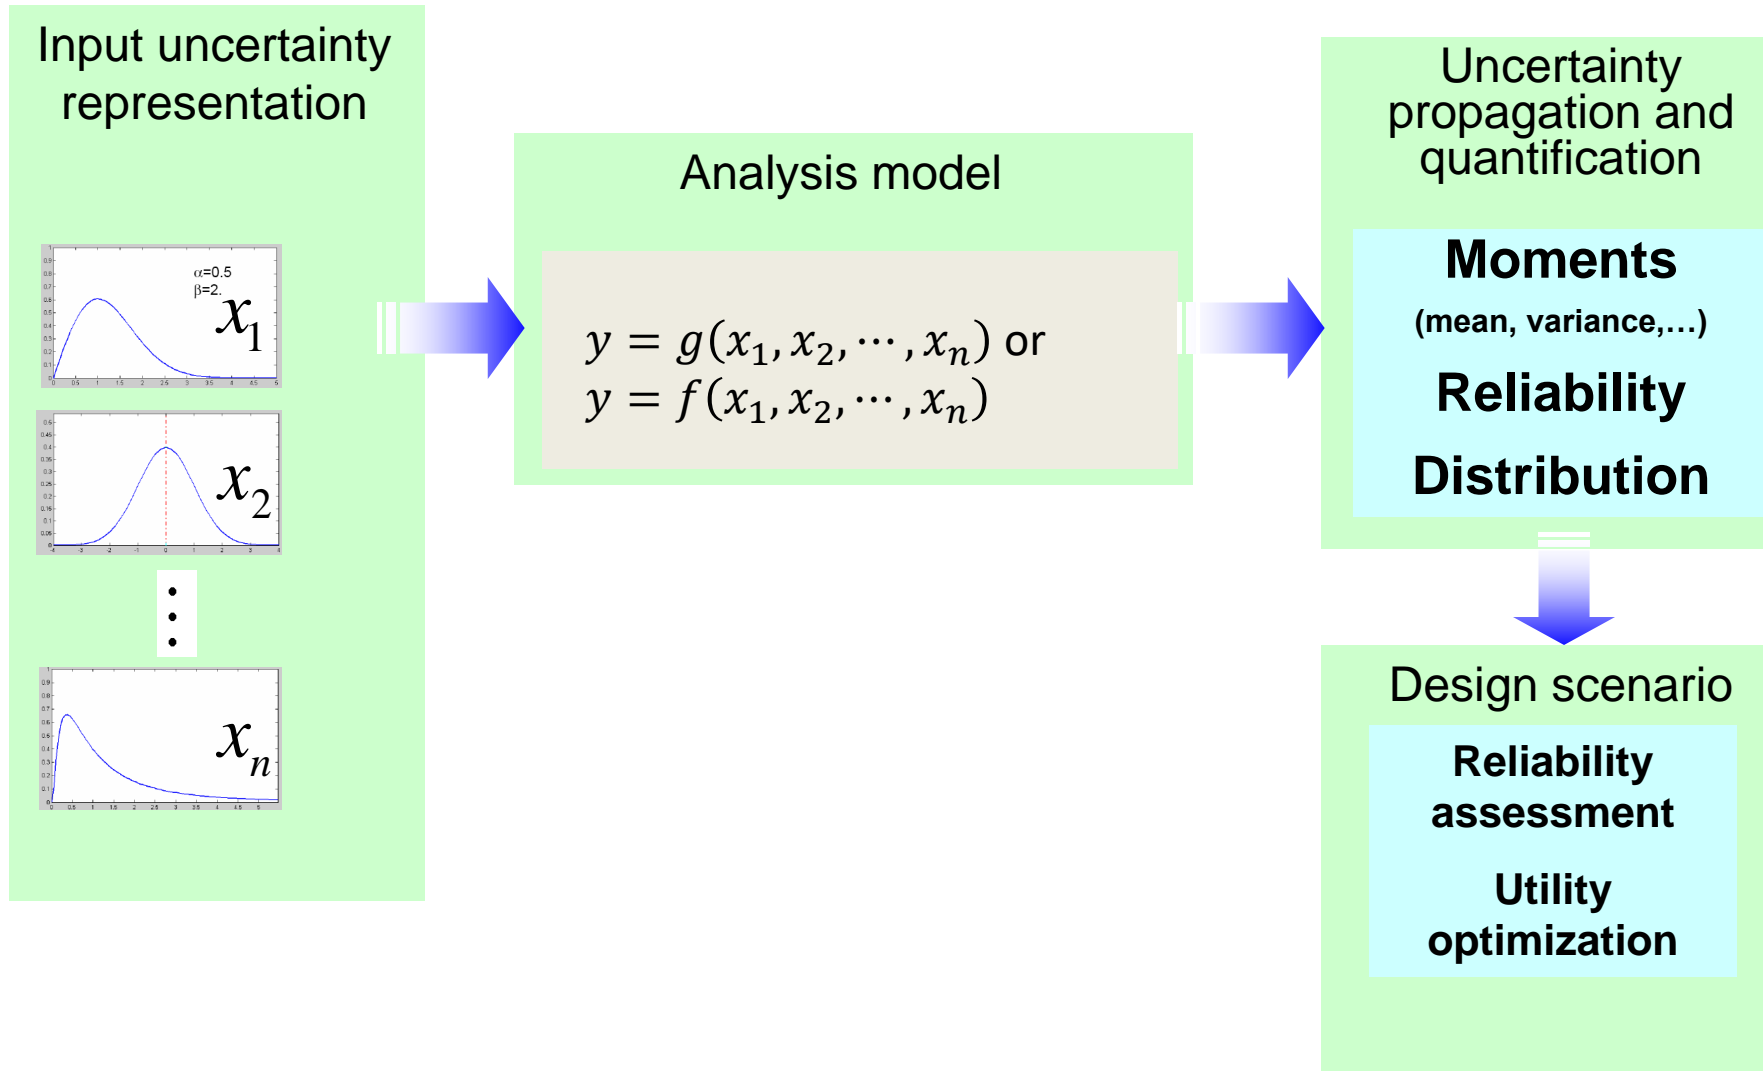 Input uncertainty
representation
α=0.5
β=2.
x₁
x₂
xₙ
Analysis model
y = g(x₁, x₂, ⋯, xₙ) or
y = f(x₁, x₂, ⋯, xₙ)
Uncertainty
propagation and
quantification
Moments
(mean, variance,…)
Reliability
Distribution
Design scenario
Reliability
assessment
Utility
optimization